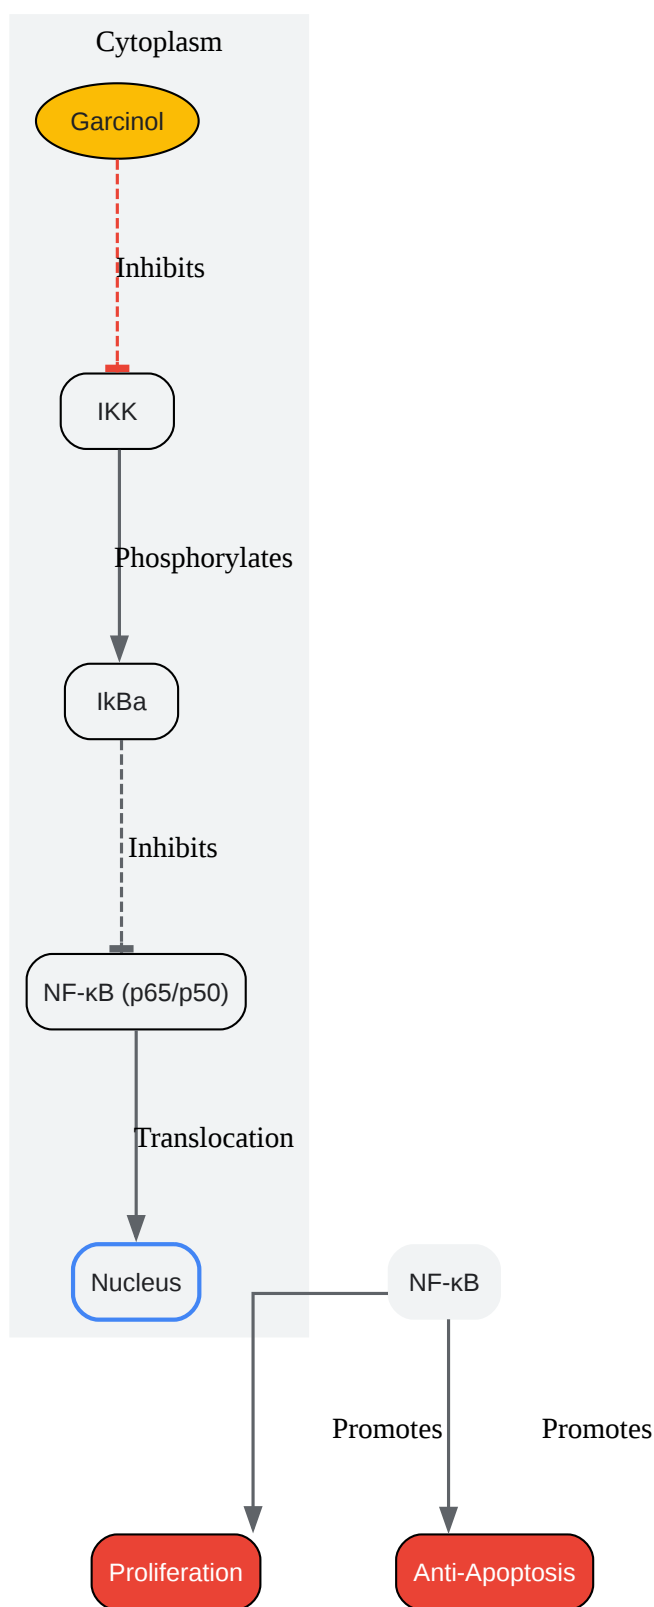 Cytoplasm
Garcinol
Inhibits
IKK
Phosphorylates
IkBa
Inhibits
NF-κB (p65/p50)
Translocation
Nucleus
NF-κB
Promotes
Promotes
Proliferation
Anti-Apoptosis